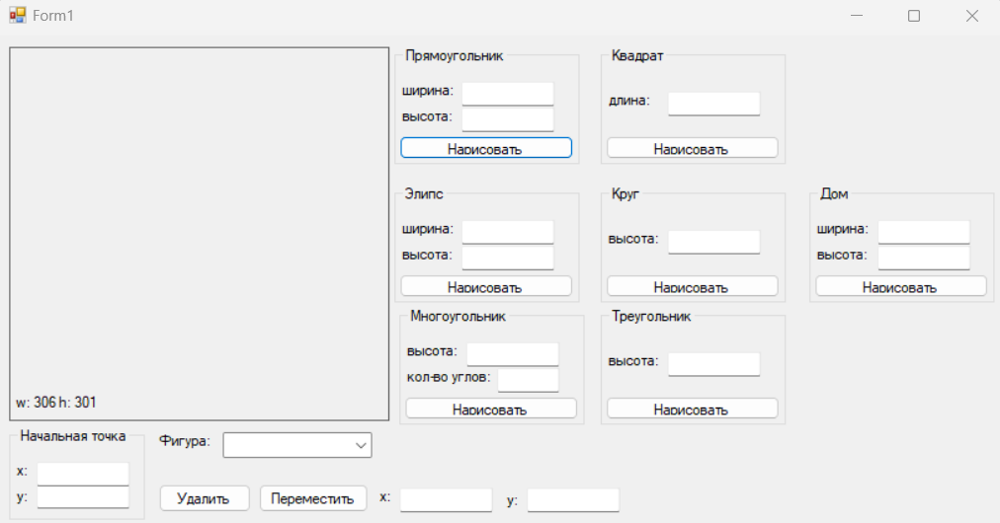 Form1
Прямоугольник
ширина:
высота:
Нарисовать
Квадрат
длина:
Нарисовать
Элипс
ширина:
высота:
Нарисовать
Круг
высота:
Нарисовать
Дом
ширина:
высота:
Нарисовать
Многоугольник
высота:
кол-во углов:
Нарисовать
Треугольник
высота:
Нарисовать
w: 306 h: 301
Начальная точка
x:
y:
Фигура:
Удалить
Переместить
x:
y: